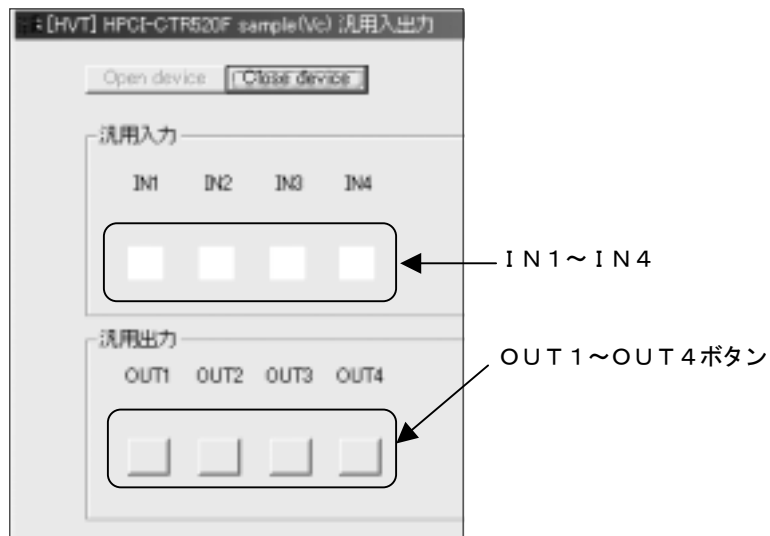 [HVT] HPCI-CTR520F sample(Vc) 汎用入出力
Open device Close device
汎用入力
IN1 IN2 IN3 IN4
ＩＮ１～ＩＮ４
汎用出力
ＯＵＴ１～ＯＵＴ４ボタン
OUT1 OUT2 OUT3 OUT4